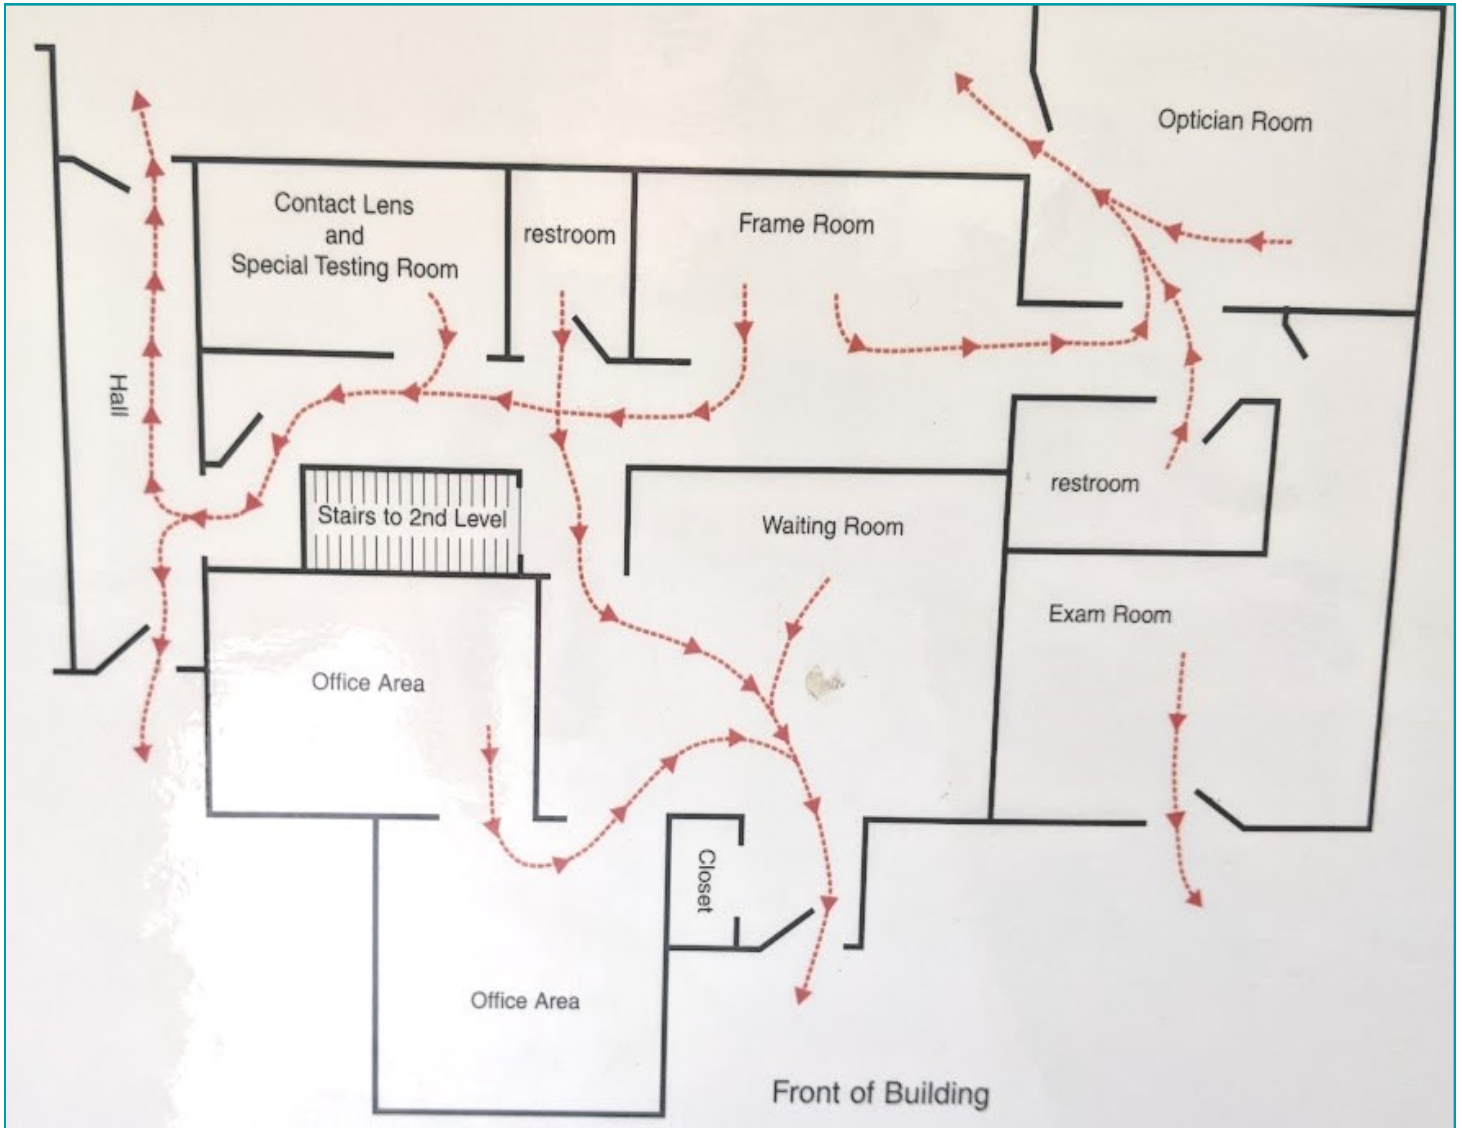 Optician Room
Contact Lens
and
Special Testing Room
restroom
Frame Room
Hall
restroom
Stairs to 2nd Level
Waiting Room
Exam Room
Office Area
Closet
Office Area
Front of Building